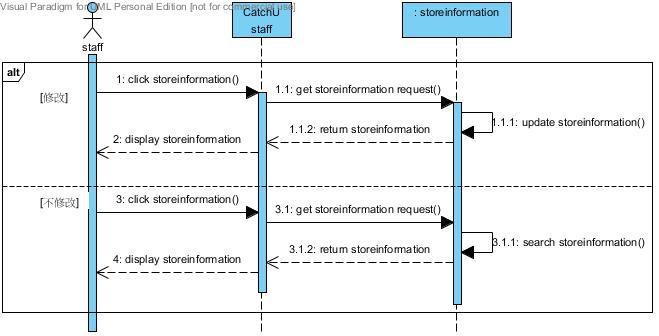 Visual Paradigm for UML Personal Edition [not for commercial use]
staff
CatchU
staff
: storeinformation
alt
[修改]
1: click storeinformation()
1.1: get storeinformation request()
1.1.1: update storeinformation()
1.1.2: return storeinformation
2: display storeinformation
[不修改]
3: click storeinformation()
3.1: get storeinformation request()
3.1.1: search storeinformation()
3.1.2: return storeinformation
4: display storeinformation